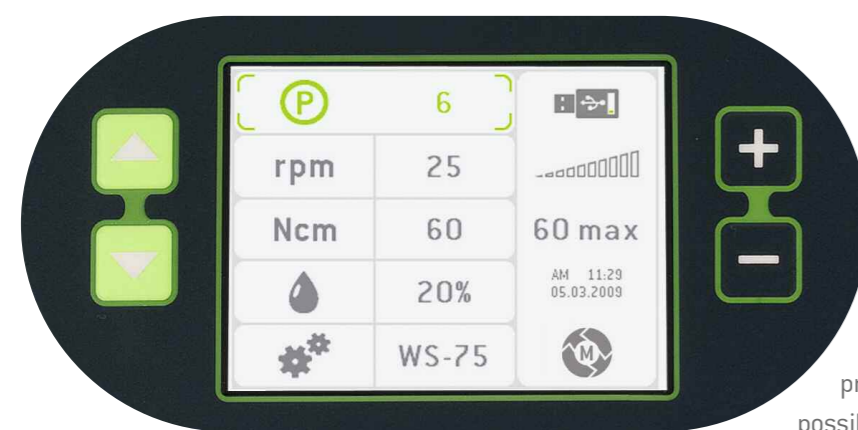 P 6
rpm 25
Ncm 60 60 max
20% AM 11:29
05.03.2009
WS-75 M
+
−
pr
possil